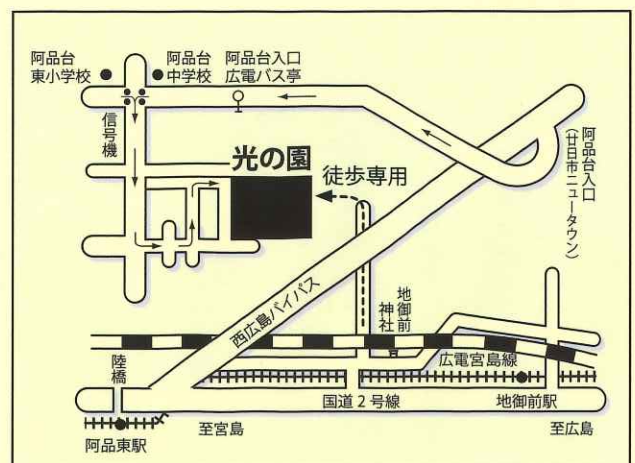 阿品台
東小学校
阿品台
中学校
阿品台入口
広電バス亭
信号機
光の園
徒歩専用
阿品台入口
(廿日市ニュータウン)
西広島バイパス
地御前
神社
陸橋
広電宮島線
国道2号線
地御前駅
阿品東駅
至宮島
至広島